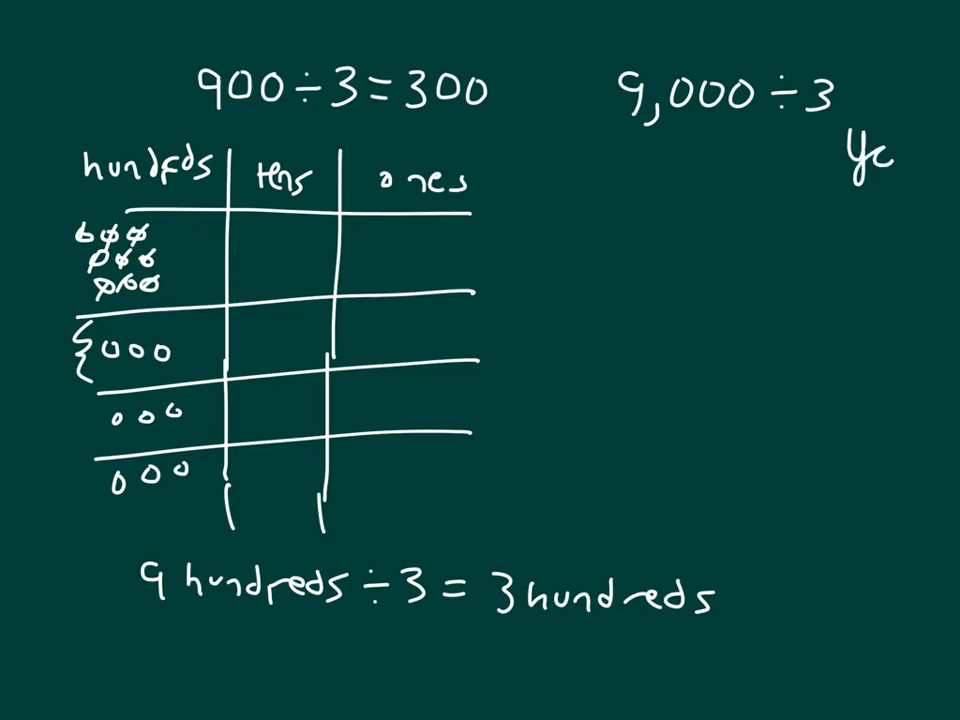 900 ÷ 3 = 300
9,000 ÷ 3
hundreds tens ones
9 hundreds ÷ 3 = 3 hundreds